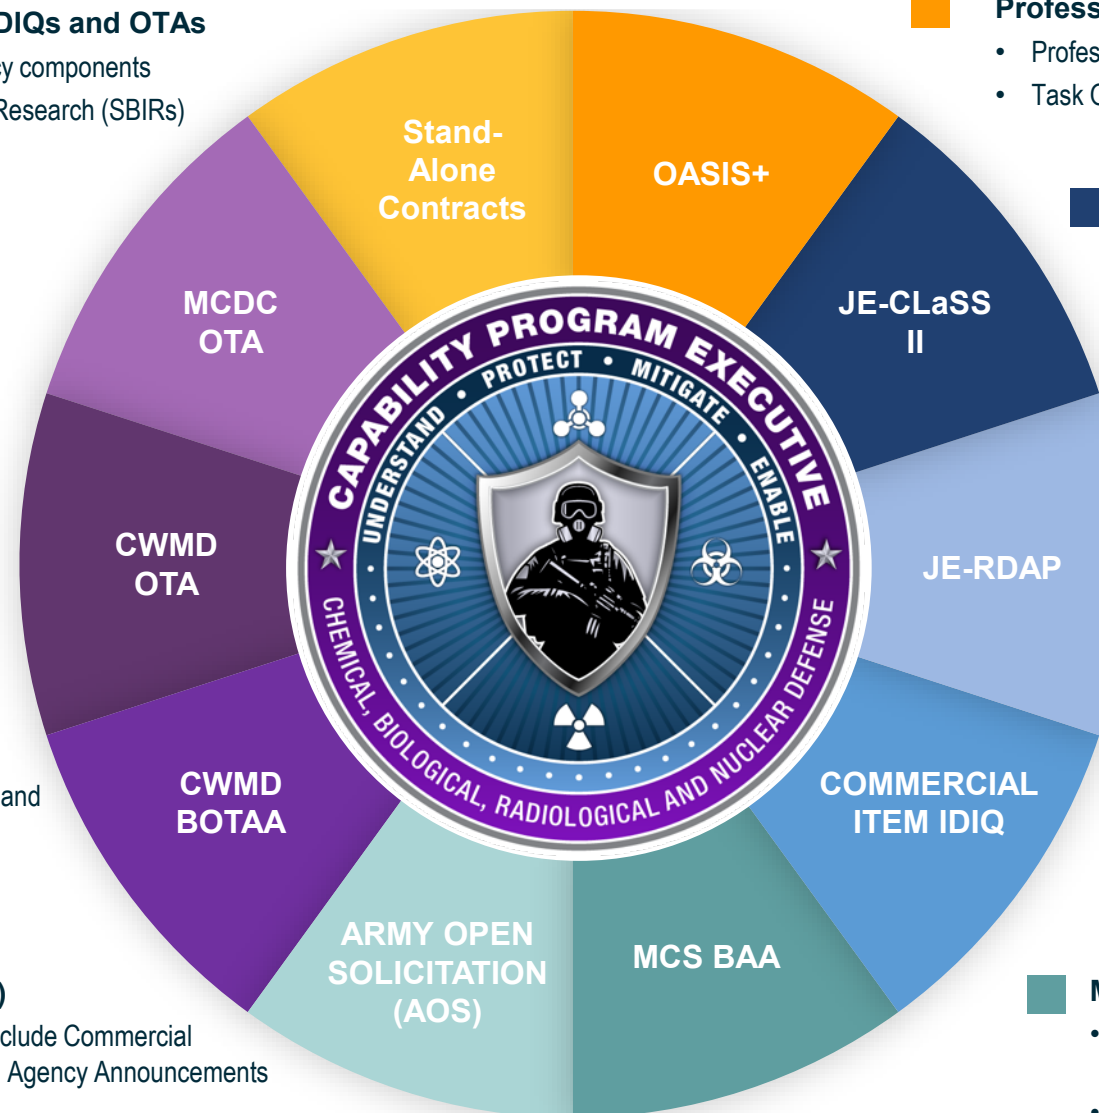 DIQs and OTAs
cy components
Research (SBIRs)
Profess
• Profes
• Task O
Stand-
Alone
Contracts
OASIS+
MCDC
OTA
JE-CLaSS
II
CWMD
OTA
JE-RDAP
CWMD
BOTAA
COMMERCIAL
ITEM IDIQ
ARMY OPEN
SOLICITATION
(AOS)
MCS BAA
CAPABILITY PROGRAM EXECUTIVE
UNDERSTAND • PROTECT • MITIGATE • ENABLE
CHEMICAL, BIOLOGICAL, RADIOLOGICAL AND NUCLEAR DEFENSE
and
)
clude Commercial
Agency Announcements
M
•
•